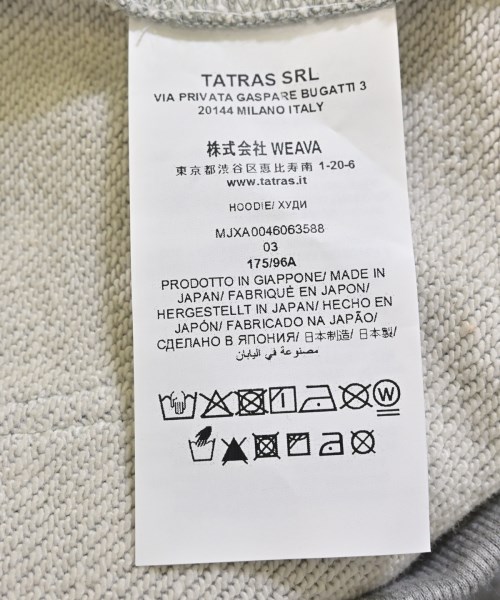 TATRAS SRL
VIA PRIVATA GASPARE BUGATTI 3
20144 MILANO ITALY
株式会社 WEAVA
東京都渋谷区恵比寿南 1-20-6
www.tatras.it
HOODIE/ ХУДИ
MJXA0046063588
03
175/96A
PRODOTTO IN GIAPPONE/ MADE IN
JAPAN/ FABRIQUÉ EN JAPON/
HERGESTELLT IN JAPAN/ HECHO EN
JAPÓN/ FABRICADO NA JAPÃO/
СДЕЛАНО В ЯПОНИЯ/ 日本制造/ 日本製/
مصنوعة في اليابان
W